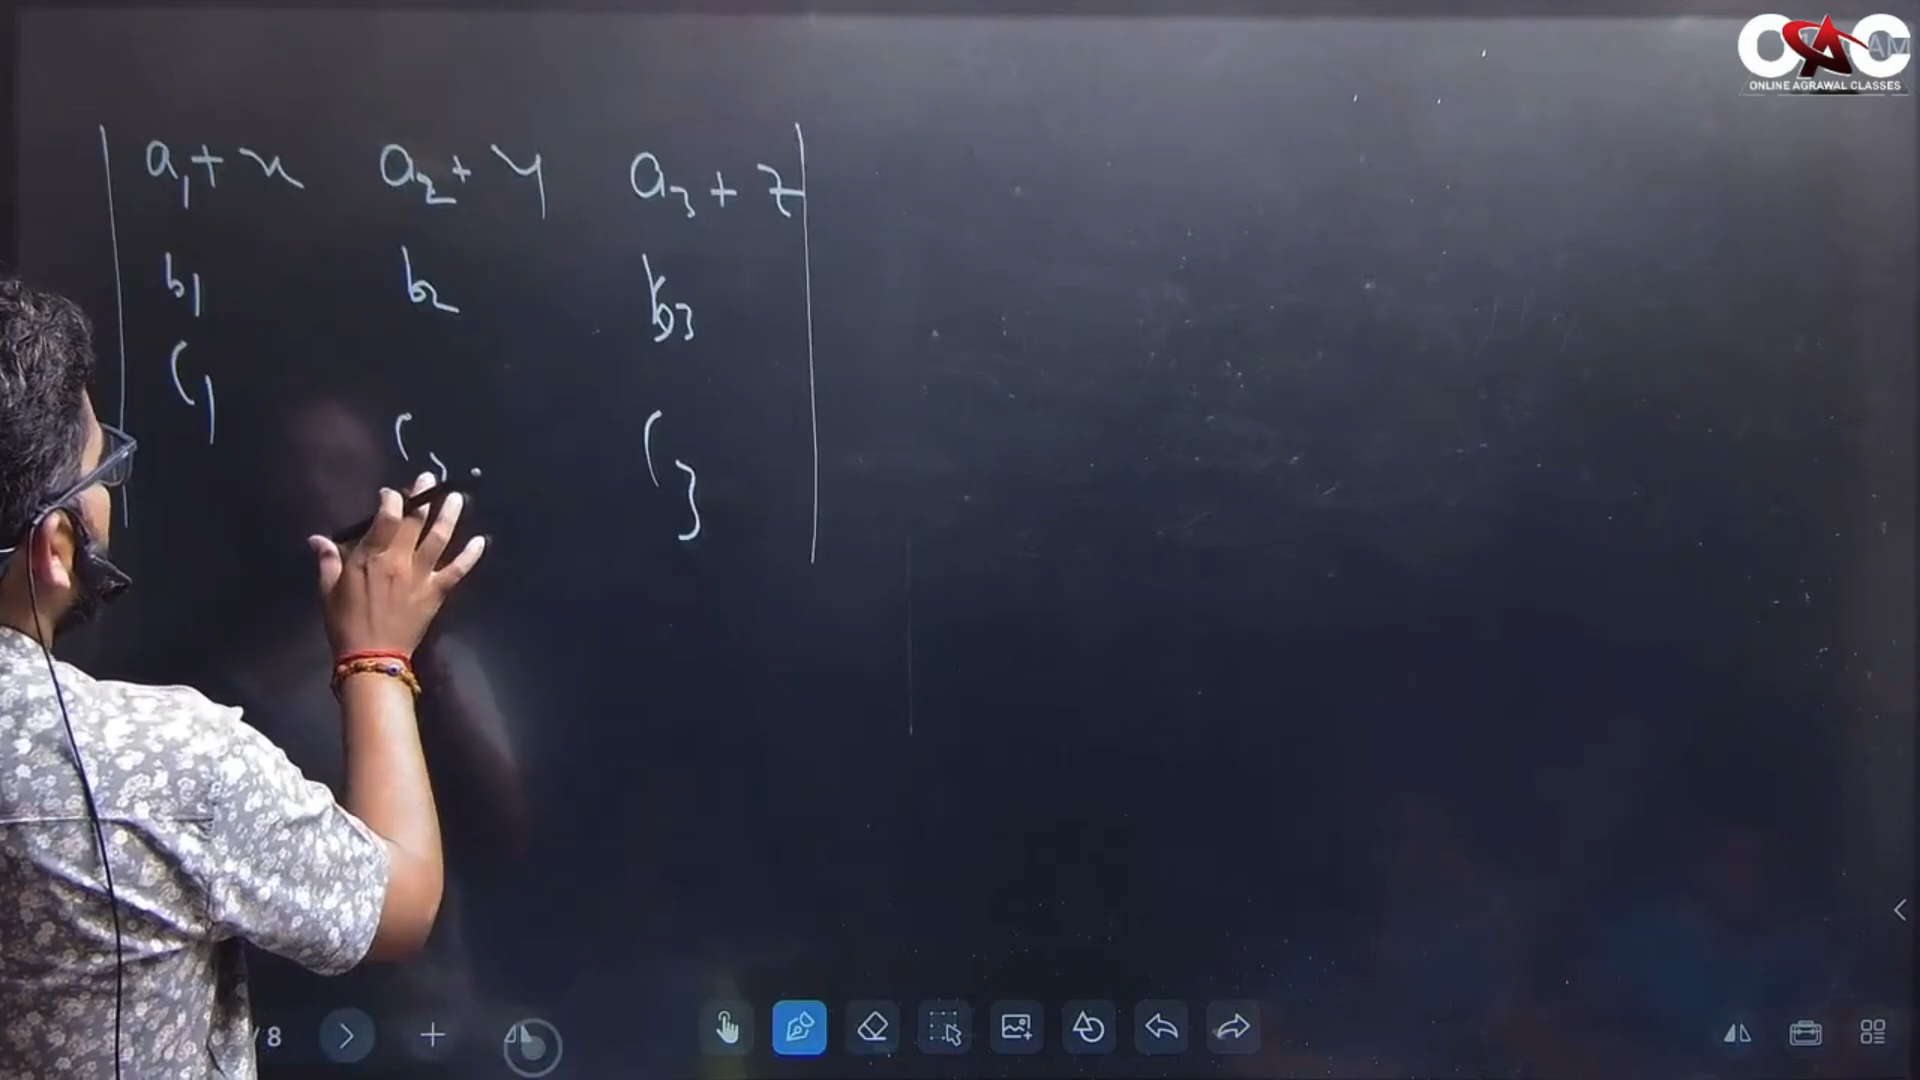 OAC
ONLINE AGRAWAL CLASSES
a₁ + x a₂ + y a₃ + z
b₁ b₂ b₃
c₁ c₂ c₃
/ 8